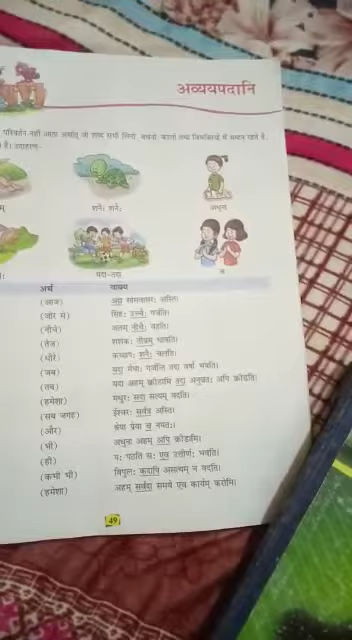 अव्ययपदानि
परिवर्तन नहीं आता अर्थात् जो शब्द सभी लिंगों, वचनों, कारकों तथा विभक्तियों में समान रहते हैं,
हैं। उदाहरण–
शनैः शनैः
अधुना
यदा-तदा
च
अर्थ वाक्य
(आज) अद्य सोमवासरः अस्ति।
(जोर से) सिंहः उच्चैः गर्जति।
(नीचे) जलम् नीचैः वहति।
(तेज) शशकः तीव्रम् धावति।
(धीरे) कच्छपः शनैः चलति।
(जब) यदा मेघाः गर्जन्ति तदा वर्षा भवति।
(तब) यदा अहम् क्रीडामि तदा अनुजः अपि क्रीडति।
(हमेशा) सदा सत्यम् वदति।
(सब जगह) ईश्वरः सर्वत्र अस्ति।
(और) श्रेया प्रेया च नमतः।
(भी) अधुना अहम् अपि क्रीडामि।
(ही) यः पठति सः एव उत्तीर्णः भवति।
(कभी भी) विपुलः कदापि असत्यम् न वदति।
(हमेशा) अहम् सर्वदा समये एव कार्यम् करोमि।
49